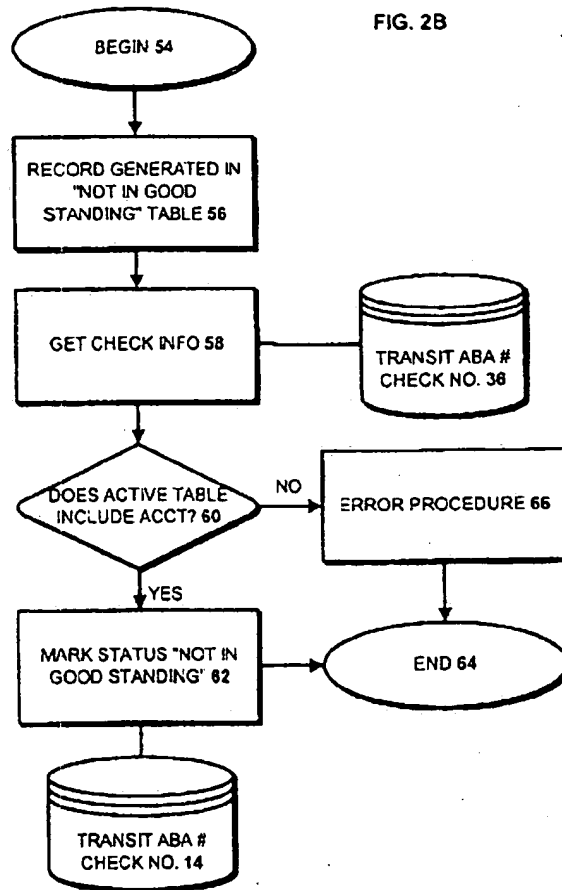 FIG. 2B
BEGIN 54
RECORD GENERATED IN
"NOT IN GOOD
STANDING" TABLE 56
GET CHECK INFO 58
TRANSIT ABA #
CHECK NO. 36
DOES ACTIVE TABLE
INCLUDE ACCT? 60
NO
ERROR PROCEDURE 66
YES
MARK STATUS "NOT IN
GOOD STANDING" 62
END 64
TRANSIT ABA #
CHECK NO. 14